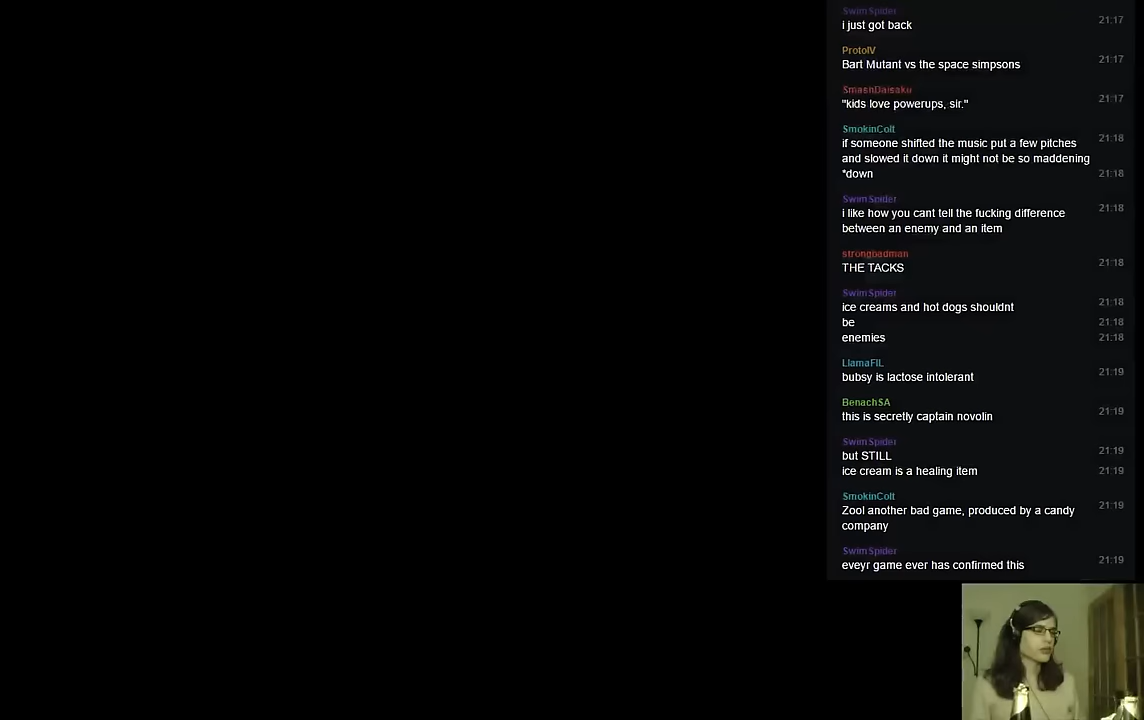 SwimSpider
i just got back 21:17
ProtoIV
Bart Mutant vs the space simpsons 21:17
SmashDaisaku
"kids love powerups, sir." 21:17
SmokinColt
if someone shifted the music put a few pitches 21:18
and slowed it down it might not be so maddening
*down 21:18
SwimSpider
i like how you cant tell the fucking difference 21:18
between an enemy and an item
strongbadman
THE TACKS 21:18
SwimSpider
ice creams and hot dogs shouldnt 21:18
be 21:18
enemies 21:18
LlamaFIL
bubsy is lactose intolerant 21:19
BenachSA
this is secretly captain novolin 21:19
SwimSpider
but STILL 21:19
ice cream is a healing item 21:19
SmokinColt
Zool another bad game, produced by a candy 21:19
company
SwimSpider
eveyr game ever has confirmed this 21:19